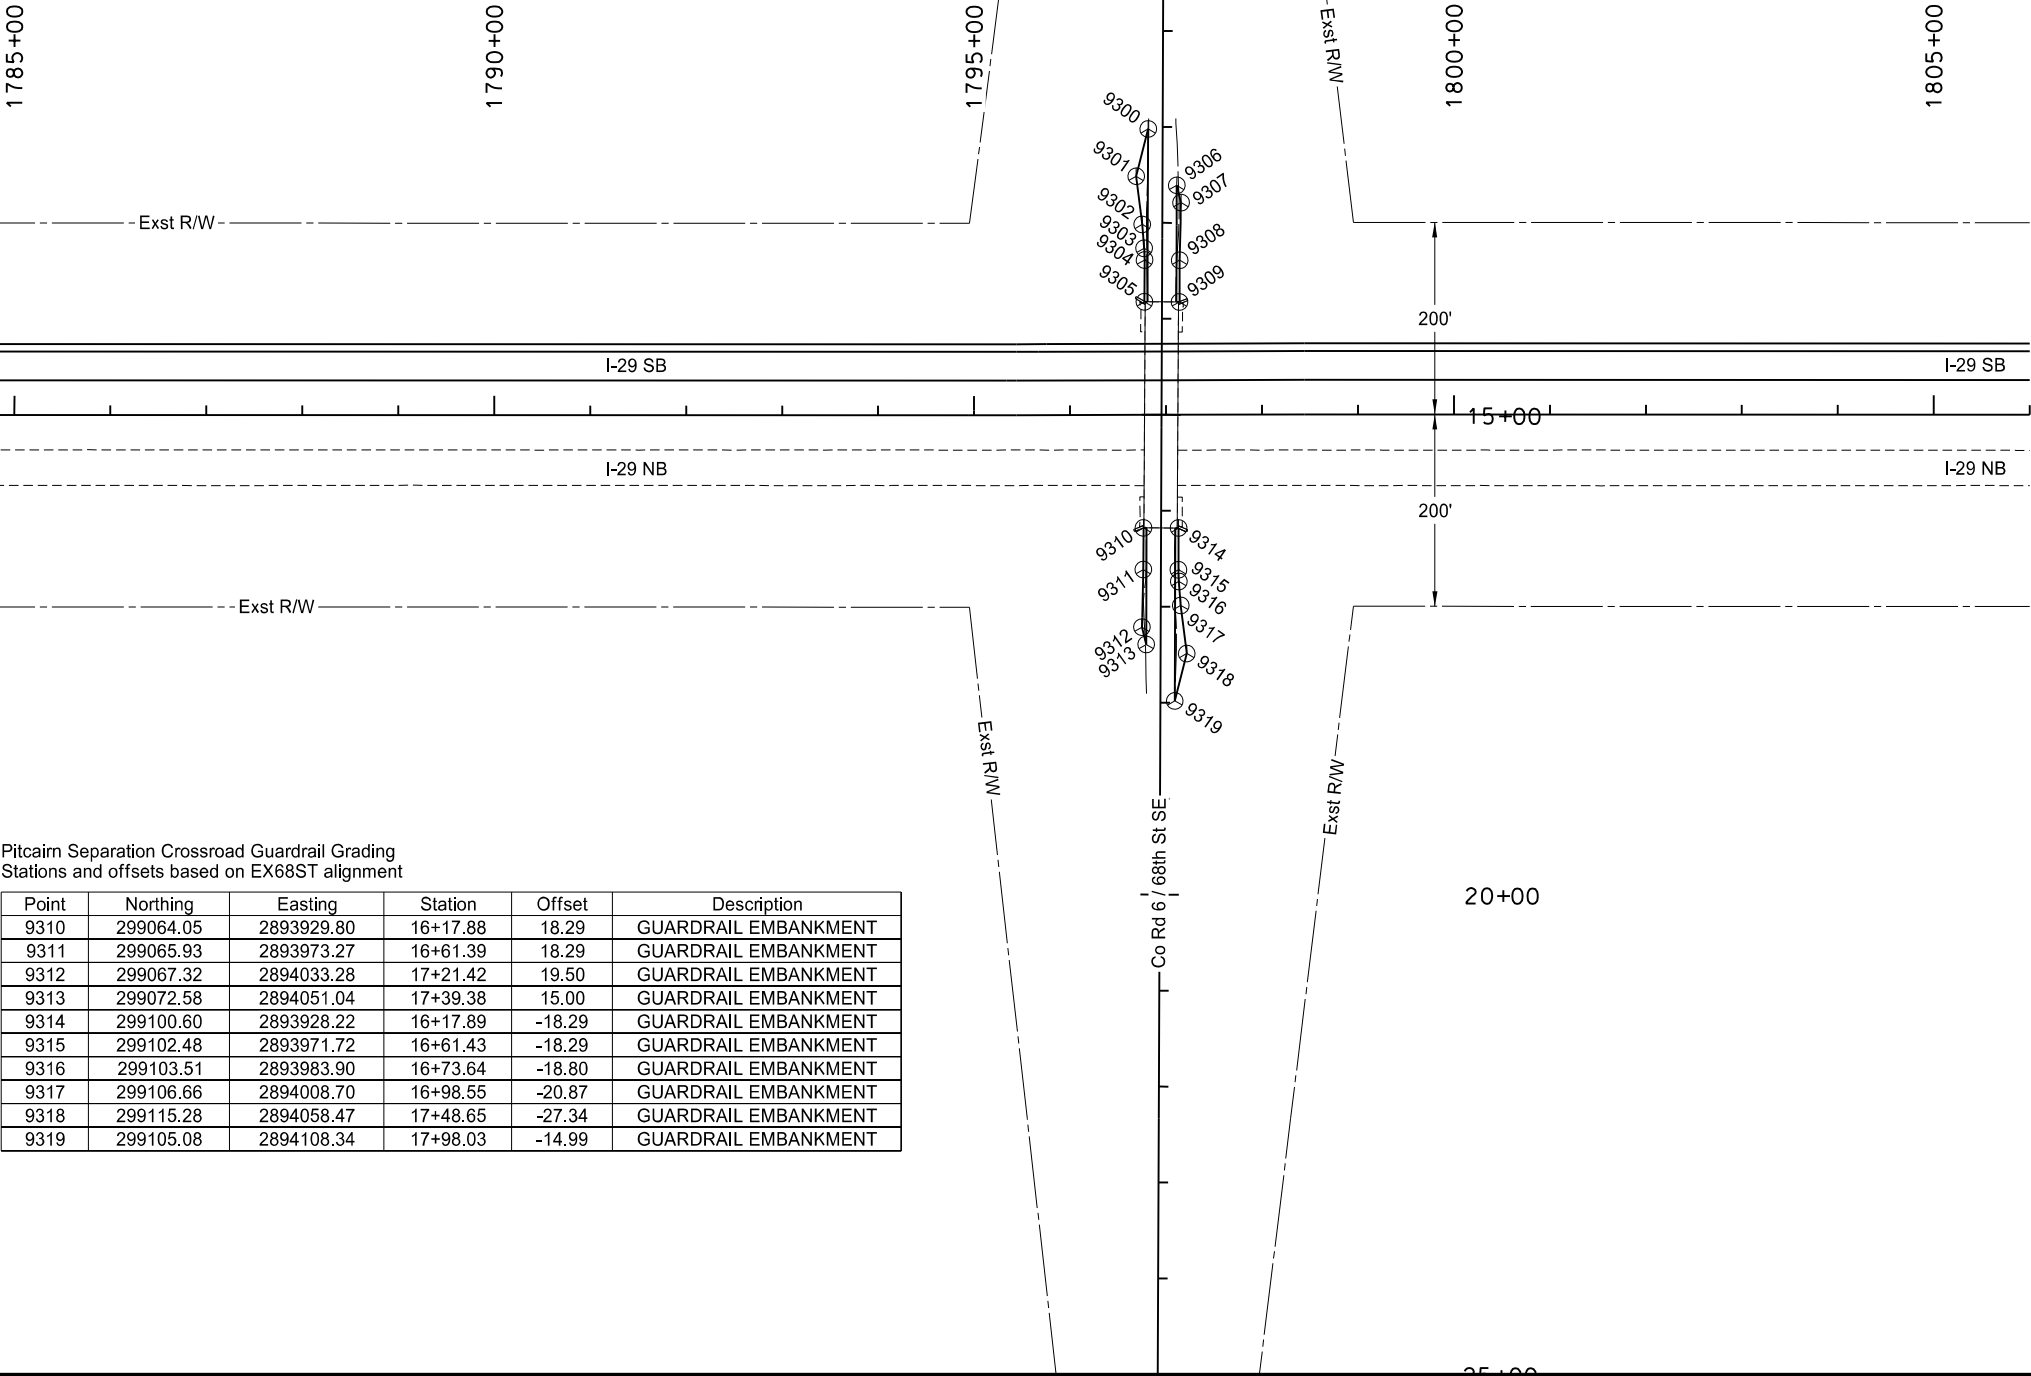 1785+00
1790+00
1795+00
1800+00
1805+00
Exst R/W
9300
9301
9302
9303
9304
9305
9306
9307
9308
9309
Exst R/W
200'
I-29 SB
I-29 SB
15+00
I-29 NB
I-29 NB
200'
9310
9311
9312
9313
9314
9315
9316
9317
9318
9319
Exst R/W
Exst R/W
Exst R/W
Co Rd 6 / 68th St SE
20+00
Pitcairn Separation Crossroad Guardrail Grading
Stations and offsets based on EX68ST alignment
Point Northing Easting Station Offset Description
9310 299064.05 2893929.80 16+17.88 18.29 GUARDRAIL EMBANKMENT
9311 299065.93 2893973.27 16+61.39 18.29 GUARDRAIL EMBANKMENT
9312 299067.32 2894033.28 17+21.42 19.50 GUARDRAIL EMBANKMENT
9313 299072.58 2894051.04 17+39.38 15.00 GUARDRAIL EMBANKMENT
9314 299100.60 2893928.22 16+17.89 -18.29 GUARDRAIL EMBANKMENT
9315 299102.48 2893971.72 16+61.43 -18.29 GUARDRAIL EMBANKMENT
9316 299103.51 2893983.90 16+73.64 -18.80 GUARDRAIL EMBANKMENT
9317 299106.66 2894008.70 16+98.55 -20.87 GUARDRAIL EMBANKMENT
9318 299115.28 2894058.47 17+48.65 -27.34 GUARDRAIL EMBANKMENT
9319 299105.08 2894108.34 17+98.03 -14.99 GUARDRAIL EMBANKMENT